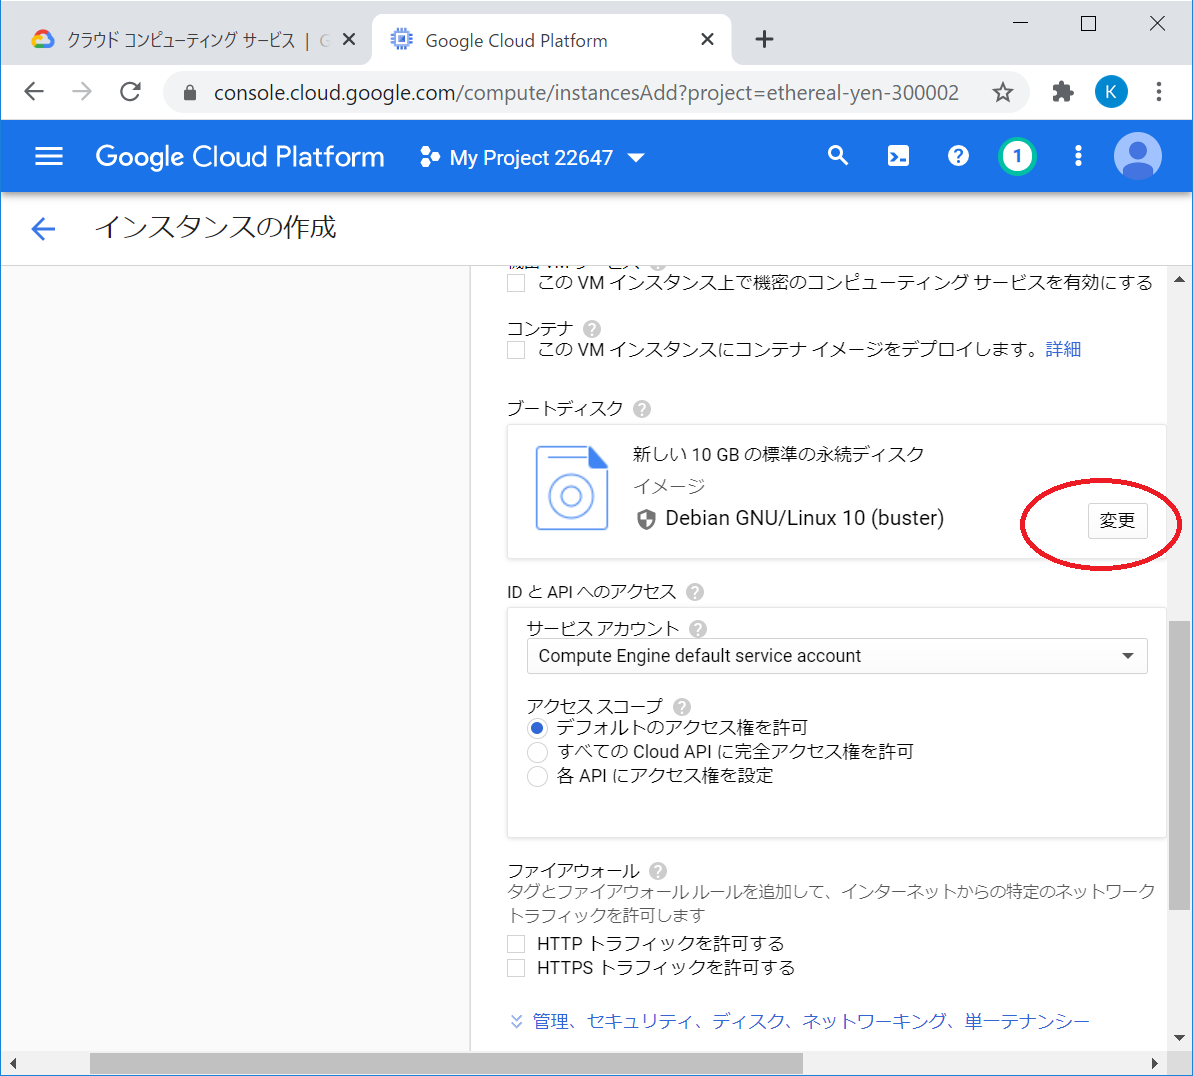 クラウド コンピューティング サービス | G
Google Cloud Platform
console.cloud.google.com/compute/instancesAdd?project=ethereal-yen-300002
K
Google Cloud Platform
My Project 22647
1
インスタンスの作成
この VM インスタンス上で機密のコンピューティング サービスを有効にする
コンテナ
この VM インスタンスにコンテナ イメージをデプロイします。詳細
ブートディスク
新しい 10 GB の標準の永続ディスク
イメージ
Debian GNU/Linux 10 (buster)
変更
ID と API へのアクセス
サービス アカウント
Compute Engine default service account
アクセス スコープ
デフォルトのアクセス権を許可
すべての Cloud API に完全アクセス権を許可
各 API にアクセス権を設定
ファイアウォール
タグとファイアウォール ルールを追加して、インターネットからの特定のネットワーク
トラフィックを許可します
HTTP トラフィックを許可する
HTTPS トラフィックを許可する
管理、セキュリティ、ディスク、ネットワーキング、単一テナンシー